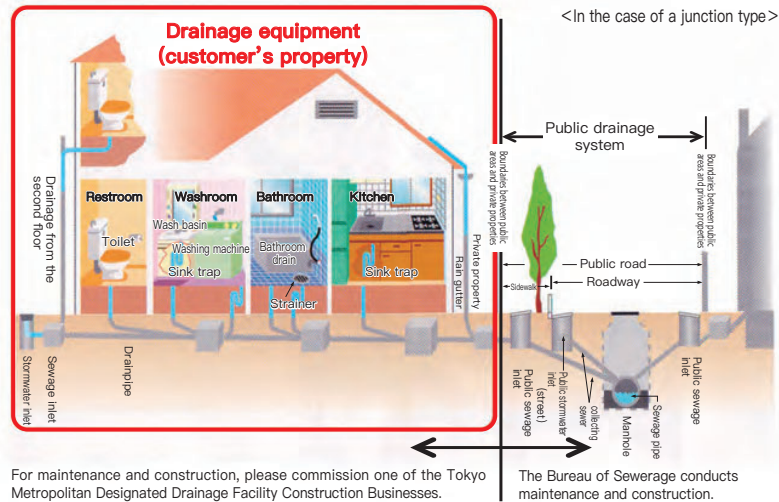 <In the case of a junction type>
Drainage equipment
(customer's property)
Public drainage
system
Boundaries between public
areas and private properties
Boundaries between public
areas and private properties
Drainage from the
second floor
Restroom
Washroom
Bathroom
Kitchen
Toilet
Wash basin
Washing machine
Sink trap
Bathroom
drain
Strainer
Sink trap
Rain gutter
Private property
Public road
Sidewalk
Roadway
Stormwater inlet
Sewage inlet
Drainpipe
Public sewage
inlet
(street)
Public stormwater
inlet
collecting
sewer
Manhole
Sewage pipe
Public sewage
inlet
For maintenance and construction, please commission one of the Tokyo
Metropolitan Designated Drainage Facility Construction Businesses.
The Bureau of Sewerage conducts
maintenance and construction.